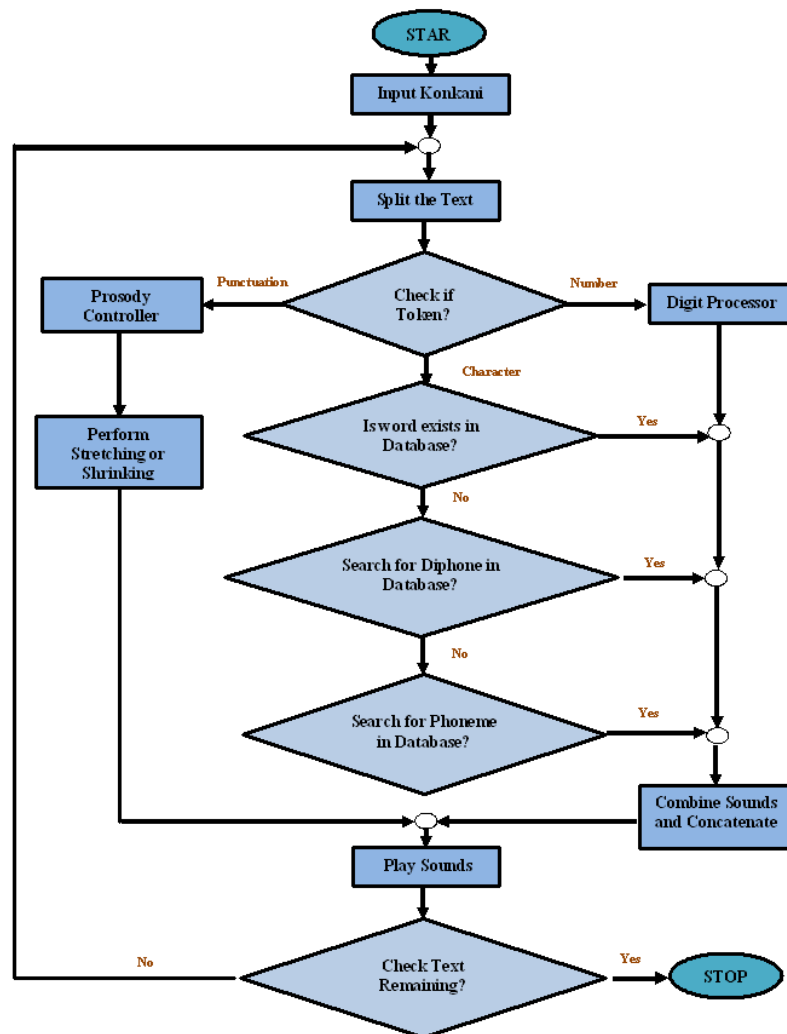 STAR
Input Konkani
Split the Text
Punctuation
Number
Prosody
Controller
Check if
Token?
Digit Processor
Character
Perform
Stretching or
Shrinking
Is word exists in
Database?
Yes
No
Search for Diphone in
Database?
Yes
No
Search for Phoneme
in Database?
Yes
Combine Sounds
and Concatenate
Play Sounds
No
Check Text
Remaining?
Yes
STOP